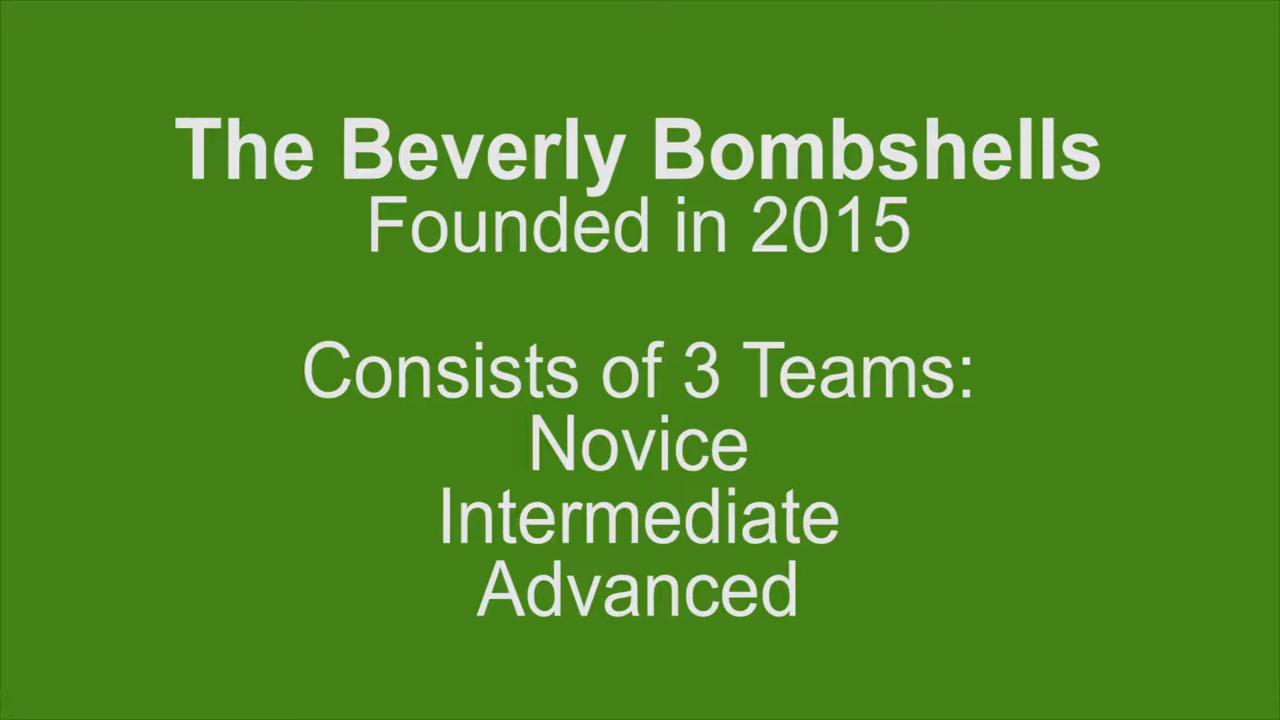 The Beverly Bombshells
Founded in 2015
Consists of 3 Teams:
Novice
Intermediate
Advanced